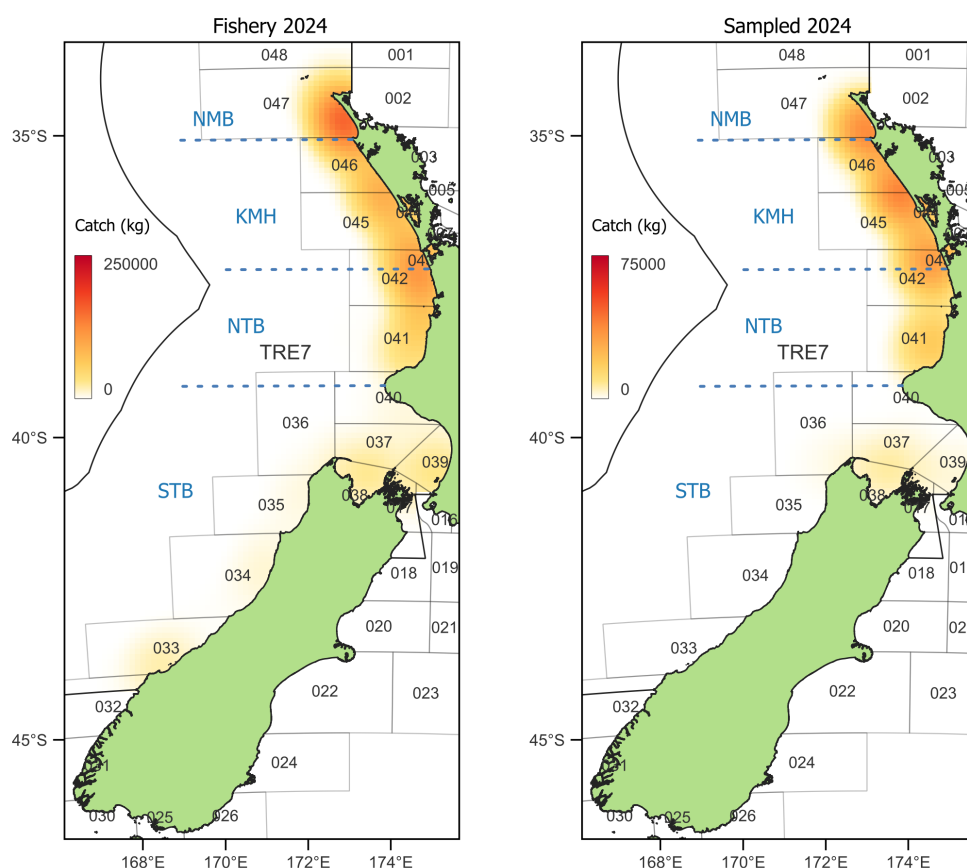 Fishery 2024
048
001
047
002
NMB
35°S
003
046
005
KMH
045
Catch (kg)
250000
042
NTB
041
TRE7
0
040
036
40°S
037
039
STB
038
035
034
018
019
020
021
033
022
023
032
45°S
024
030
025
026
168°E
170°E
172°E
174°E
Sampled 2024
048
001
047
002
NMB
35°S
003
046
005
KMH
045
Catch (kg)
75000
042
NTB
041
TRE7
0
040
036
40°S
037
039
STB
038
035
034
018
020
033
022
023
032
45°S
024
030
025
026
168°E
170°E
172°E
174°E